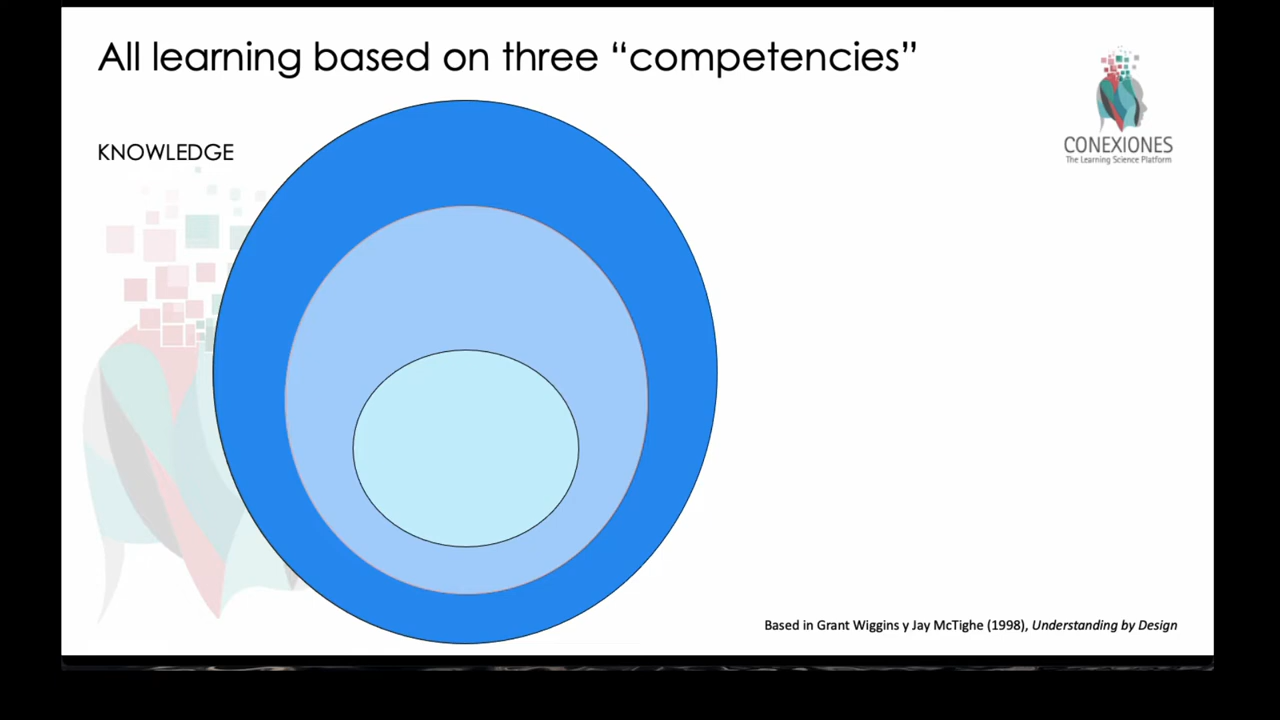 All learning based on three “competencies”
KNOWLEDGE
CONEXIONES
The Learning Science Platform
Based in Grant Wiggins y Jay McTighe (1998), Understanding by Design